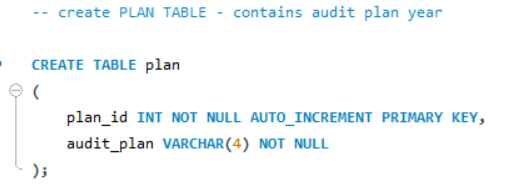 -- create PLAN TABLE - contains audit plan year
CREATE TABLE plan
(
plan_id INT NOT NULL AUTO_INCREMENT PRIMARY KEY,
audit_plan VARCHAR(4) NOT NULL
);